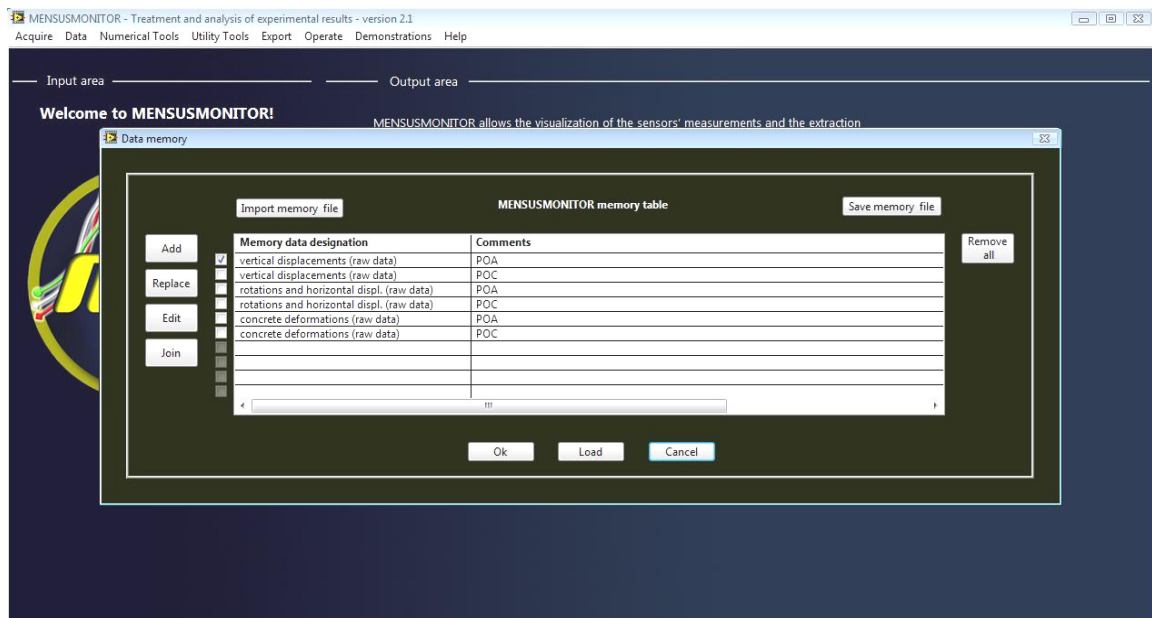 MENSUSMONITOR - Treatment and analysis of experimental results - version 2.1
Acquire Data Numerical Tools Utility Tools Export Operate Demonstrations Help
Input area Output area
Welcome to MENSUSMONITOR!
MENSUSMONITOR allows the visualization of the sensors' measurements and the extraction
Data memory
Import memory file MENSUSMONITOR memory table Save memory file
Add
Replace
Edit
Join
Memory data designation Comments
vertical displacements (raw data) POA
vertical displacements (raw data) POC
rotations and horizontal displ. (raw data) POA
rotations and horizontal displ. (raw data) POC
concrete deformations (raw data) POA
concrete deformations (raw data) POC
Remove
all
Ok Load Cancel